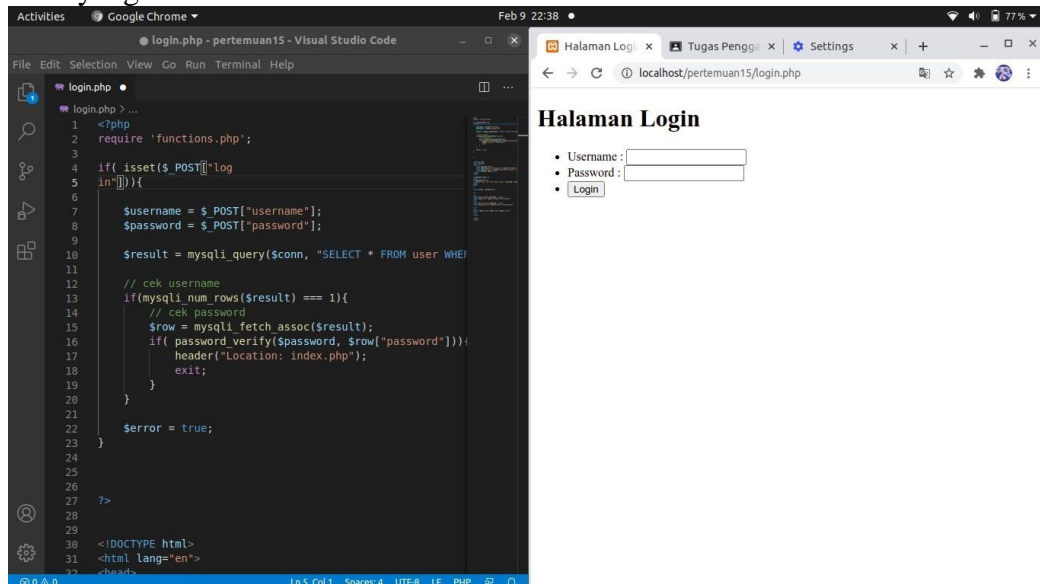 Activities Google Chrome Feb 9 22:38 77 %
login.php - pertemuan15 - Visual Studio Code
File Edit Selection View Go Run Terminal Help
login.php
login.php > ...
1 <?php
2 require 'functions.php';
3
4 if( isset($_POST["log
5 in"])){
6
7 $username = $_POST["username"];
8 $password = $_POST["password"];
9
10 $result = mysqli_query($conn, "SELECT * FROM user WHER
11
12 // cek username
13 if(mysqli_num_rows($result) === 1){
14 // cek password
15 $row = mysqli_fetch_assoc($result);
16 if( password_verify($password, $row["password"])){
17 header("Location: index.php");
18 exit;
19 }
20 }
21
22 $error = true;
23 }
24
25
26
27 ?>
28
29
30 <!DOCTYPE html>
31 <html lang="en">
32 <head>
0 0 Ln 5, Col 1 Spaces: 4 UTF-8 LF PHP
Halaman Logi Tugas Pengga Settings
localhost/pertemuan15/login.php
Halaman Login
Username :
Password :
Login